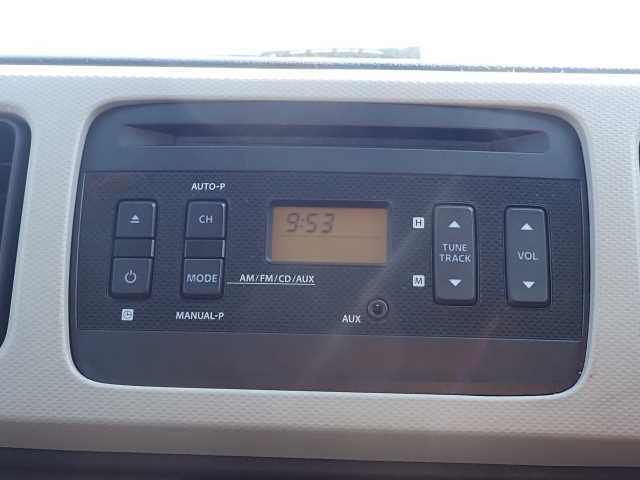 AUTO-P
CH
9:53
H
TUNE
TRACK
VOL
MODE
AM/FM/CD/AUX
M
MANUAL-P
AUX